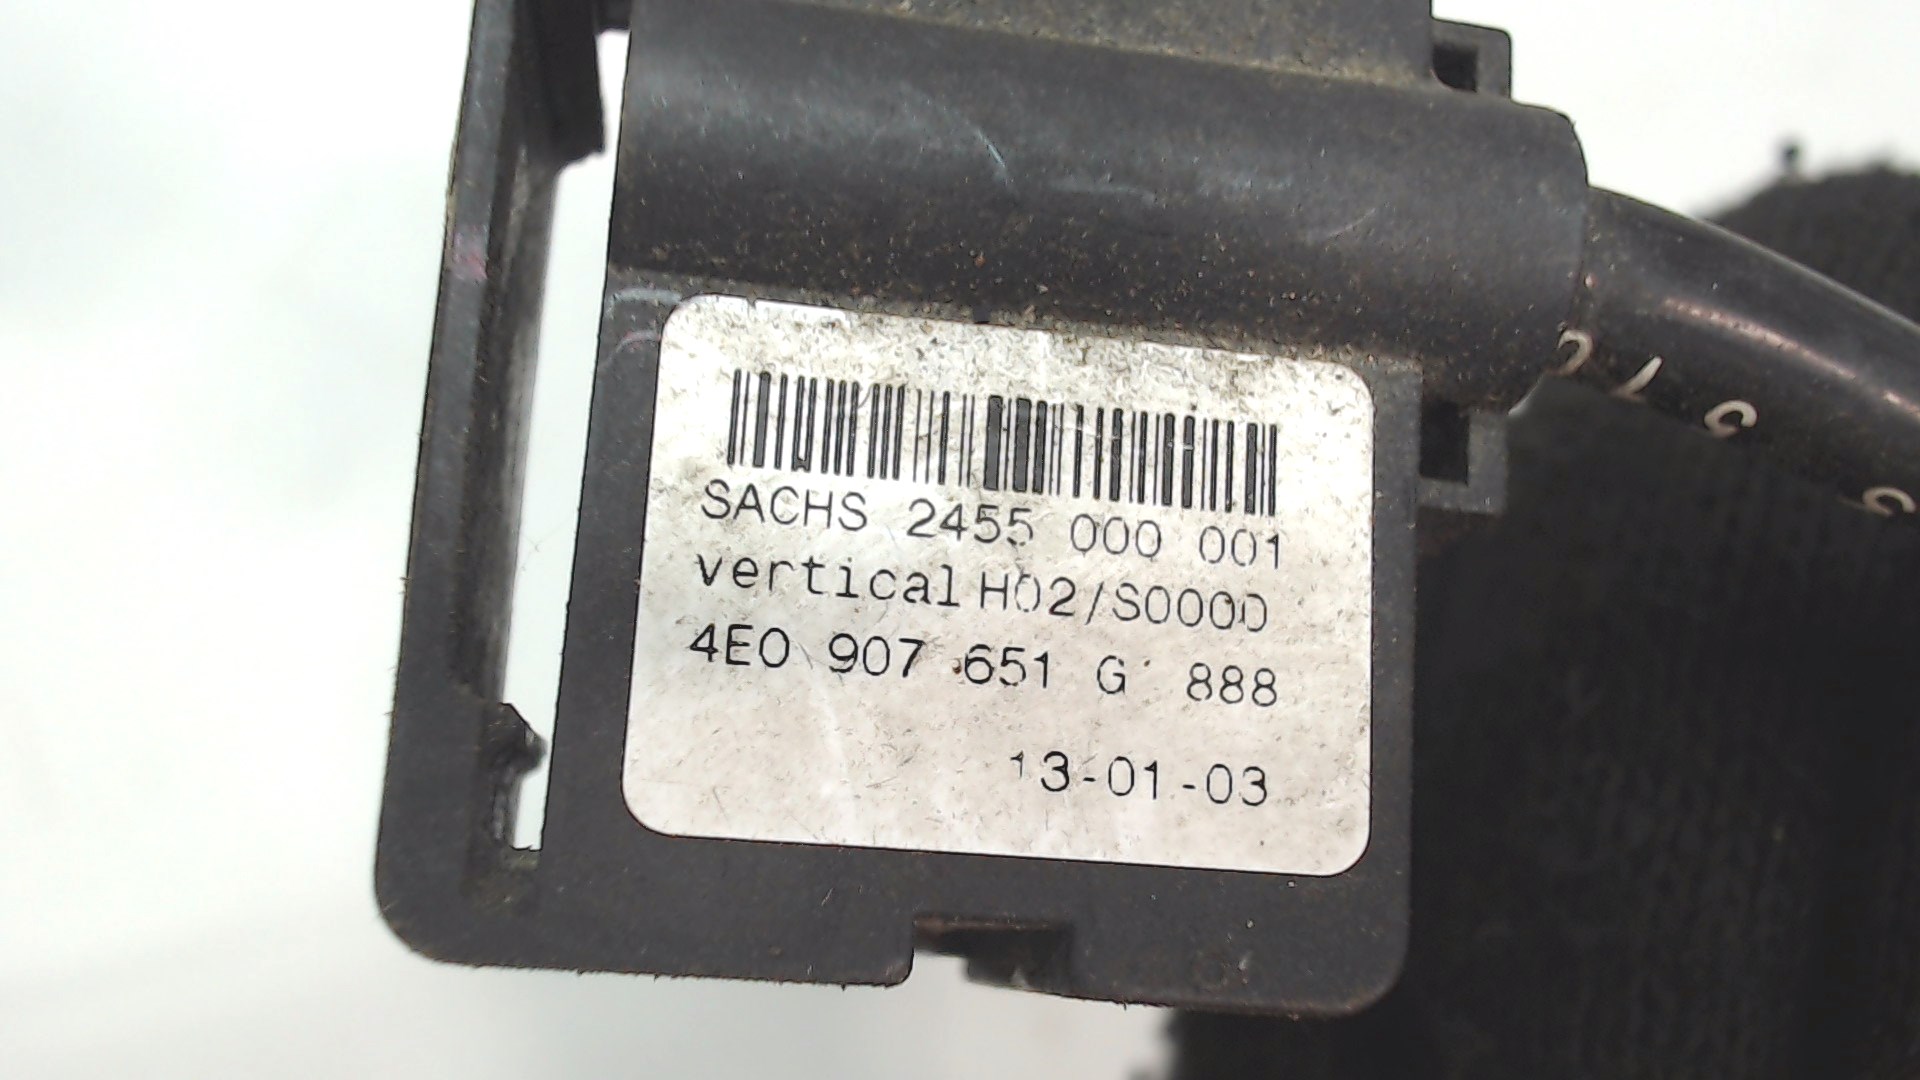 SACHS 2455 000 001
vertical H02/S0000
4E0 907 651 G 888
13-01-03